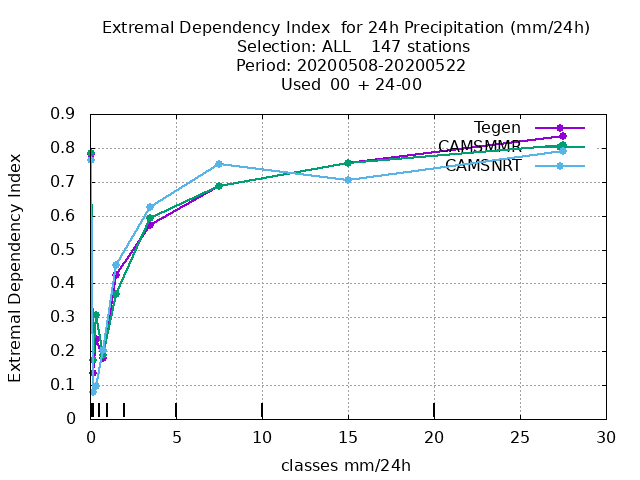 Extremal Dependency Index  for 24h Precipitation (mm/24h)
Selection: ALL    147 stations
Period: 20200508-20200522
Used  00 + 24-00
Extremal Dependency Index
0.9
0.8
0.7
0.6
0.5
0.4
0.3
0.2
0.1
0
Tegen
CAMSMMR
CAMSNRT
0 5 10 15 20 25 30
classes mm/24h